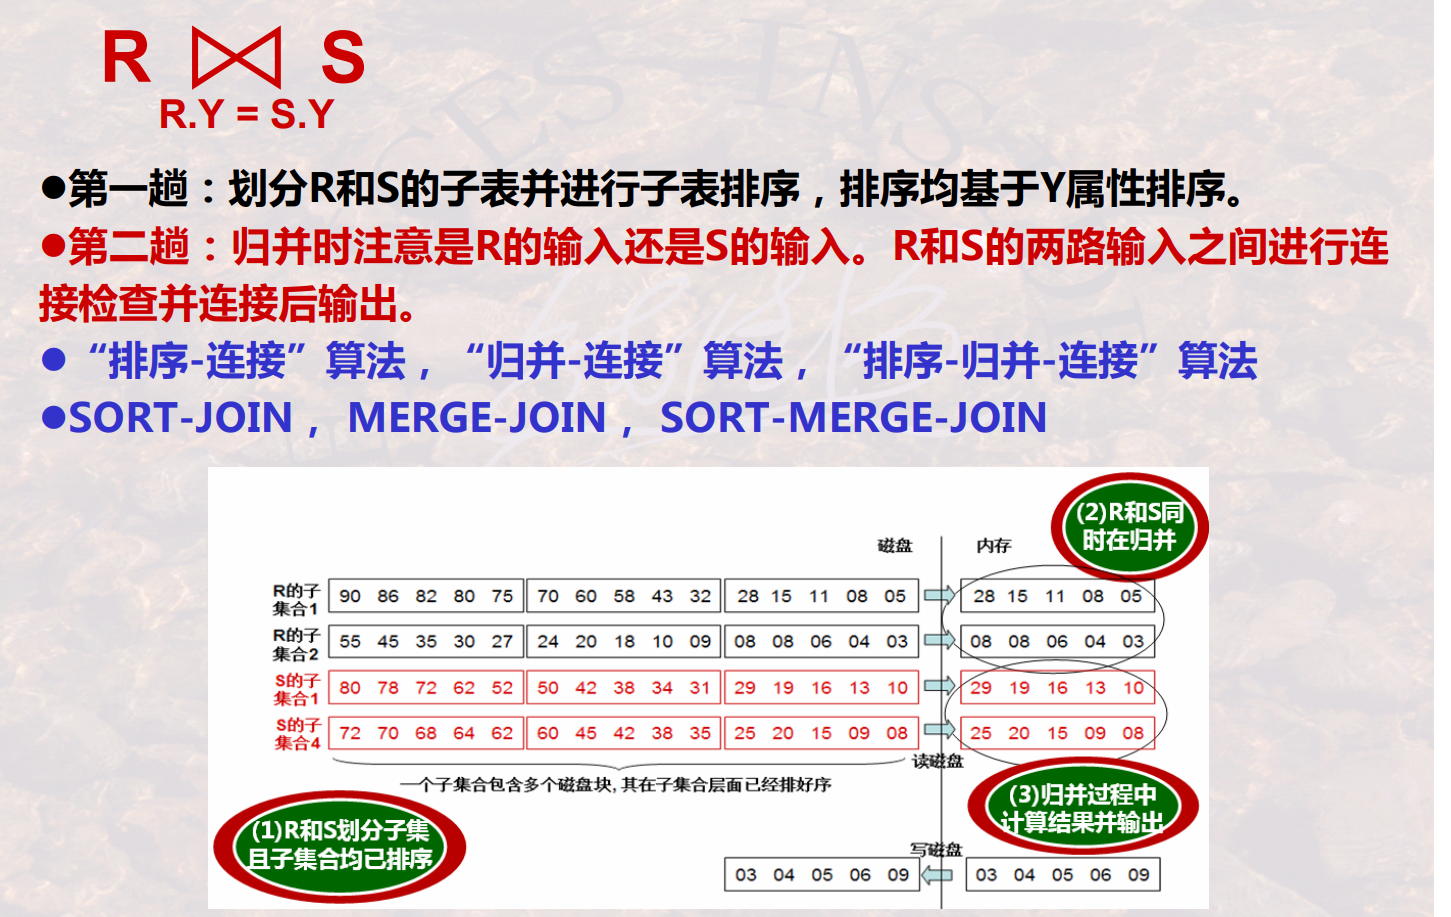 R ⋈ S
R.Y = S.Y
●第一趟：划分R和S的子表并进行子表排序，排序均基于Y属性排序。
●第二趟：归并时注意是R的输入还是S的输入。R和S的两路输入之间进行连
接检查并连接后输出。
●“排序-连接”算法，“归并-连接”算法，“排序-归并-连接”算法
●SORT-JOIN， MERGE-JOIN， SORT-MERGE-JOIN
(2)R和S同
时在归并
磁盘 内存
R的子
集合1
90 86 82 80 75 70 60 58 43 32 28 15 11 08 05 28 15 11 08 05
R的子
集合2
55 45 35 30 27 24 20 18 10 09 08 08 06 04 03 08 08 06 04 03
S的子
集合1
80 78 72 62 52 50 42 38 34 31 29 19 16 13 10 29 19 16 13 10
S的子
集合4
72 70 68 64 62 60 45 42 38 35 25 20 15 09 08 25 20 15 09 08
读磁盘
一个子集合包含多个磁盘块,其在子集合层面已经排好序
(1)R和S划分子集
且子集合均已排序
(3)归并过程中
计算结果并输出
写磁盘
03 04 05 06 09 03 04 05 06 09